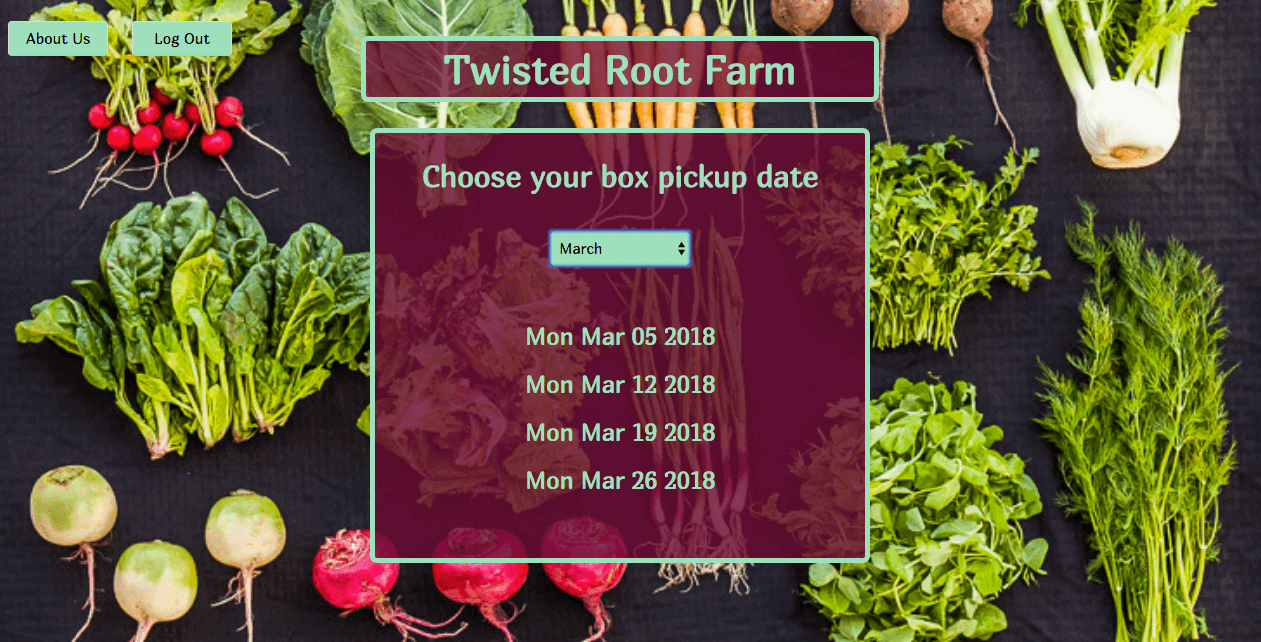 About Us
Log Out
Twisted Root Farm
Choose your box pickup date
March
Mon Mar 05 2018
Mon Mar 12 2018
Mon Mar 19 2018
Mon Mar 26 2018